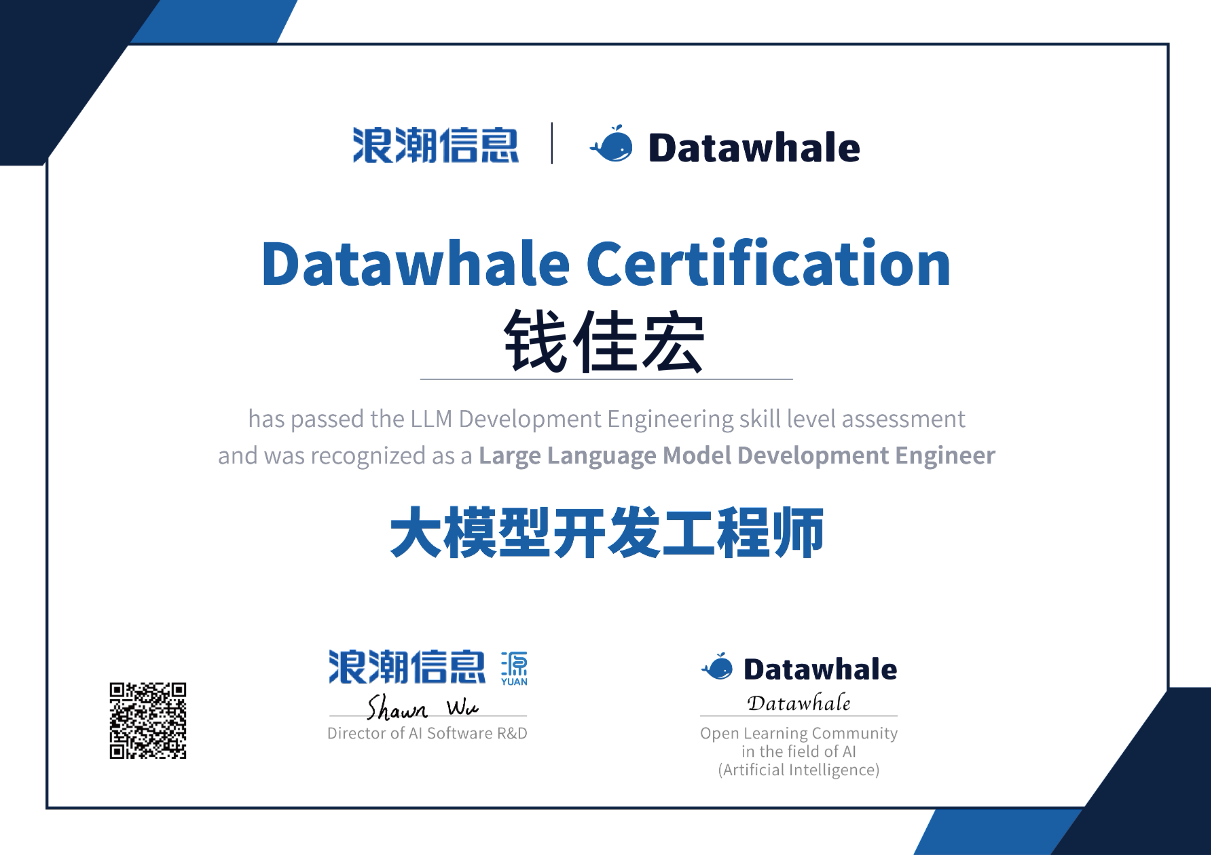 浪潮信息 Datawhale
Datawhale Certification
钱佳宏
has passed the LLM Development Engineering skill level assessment
and was recognized as a Large Language Model Development Engineer
大模型开发工程师
浪潮信息 源 YUAN
Shawn Wu
Director of AI Software R&D
Datawhale
Datawhale
Open Learning Community
in the field of AI
(Artificial Intelligence)